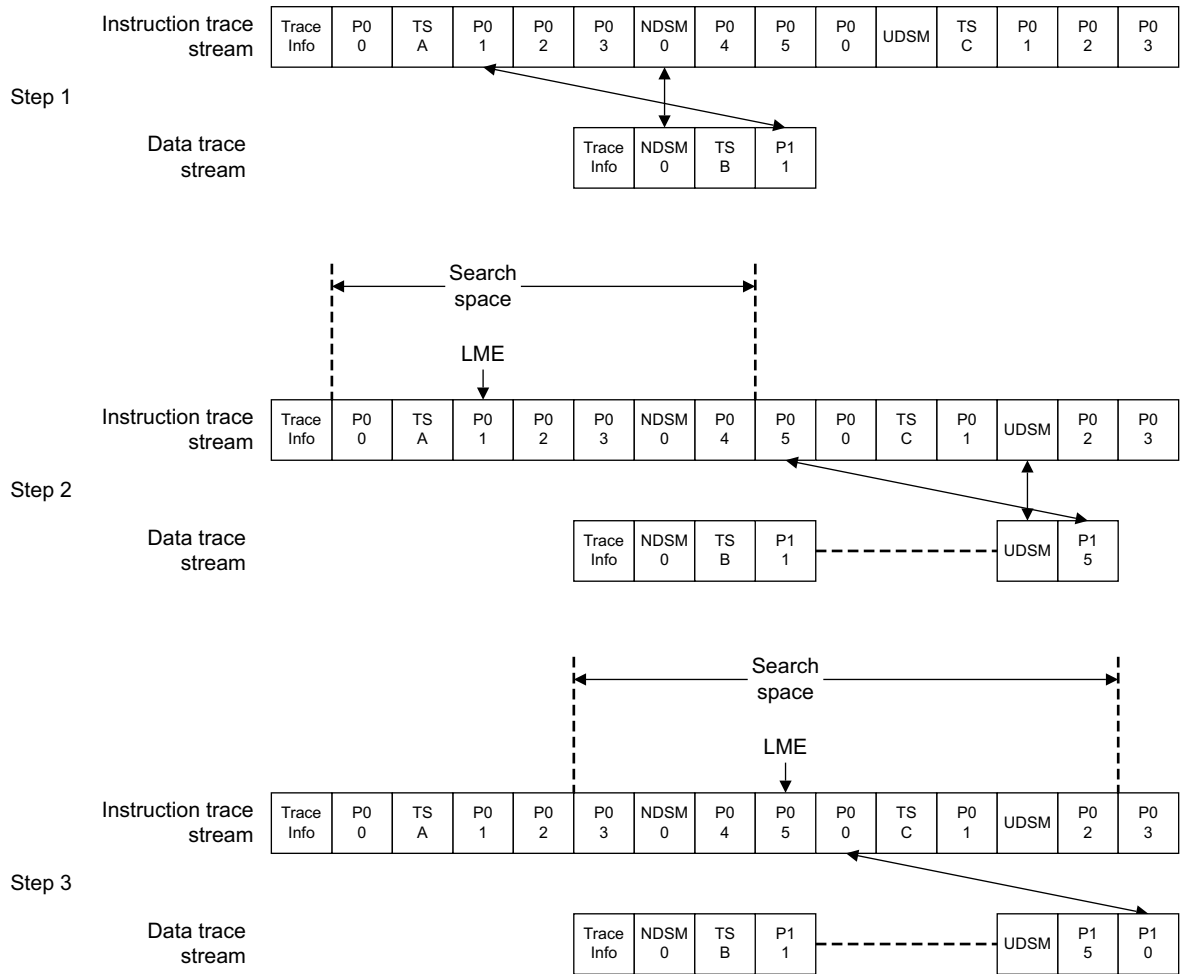 Instruction trace stream
Trace Info P0 0 TS A P0 1 P0 2 P0 3 NDSM 0 P0 4 P0 5 P0 0 UDSM TS C P0 1 P0 2 P0 3
Step 1
Data trace stream
Trace Info NDSM 0 TS B P1 1
Search space
LME
Instruction trace stream
Trace Info P0 0 TS A P0 1 P0 2 P0 3 NDSM 0 P0 4 P0 5 P0 0 TS C P0 1 UDSM P0 2 P0 3
Step 2
Data trace stream
Trace Info NDSM 0 TS B P1 1 UDSM P1 5
Search space
LME
Instruction trace stream
Trace Info P0 0 TS A P0 1 P0 2 P0 3 NDSM 0 P0 4 P0 5 P0 0 TS C P0 1 UDSM P0 2 P0 3
Step 3
Data trace stream
Trace Info NDSM 0 TS B P1 1 UDSM P1 5 P1 0